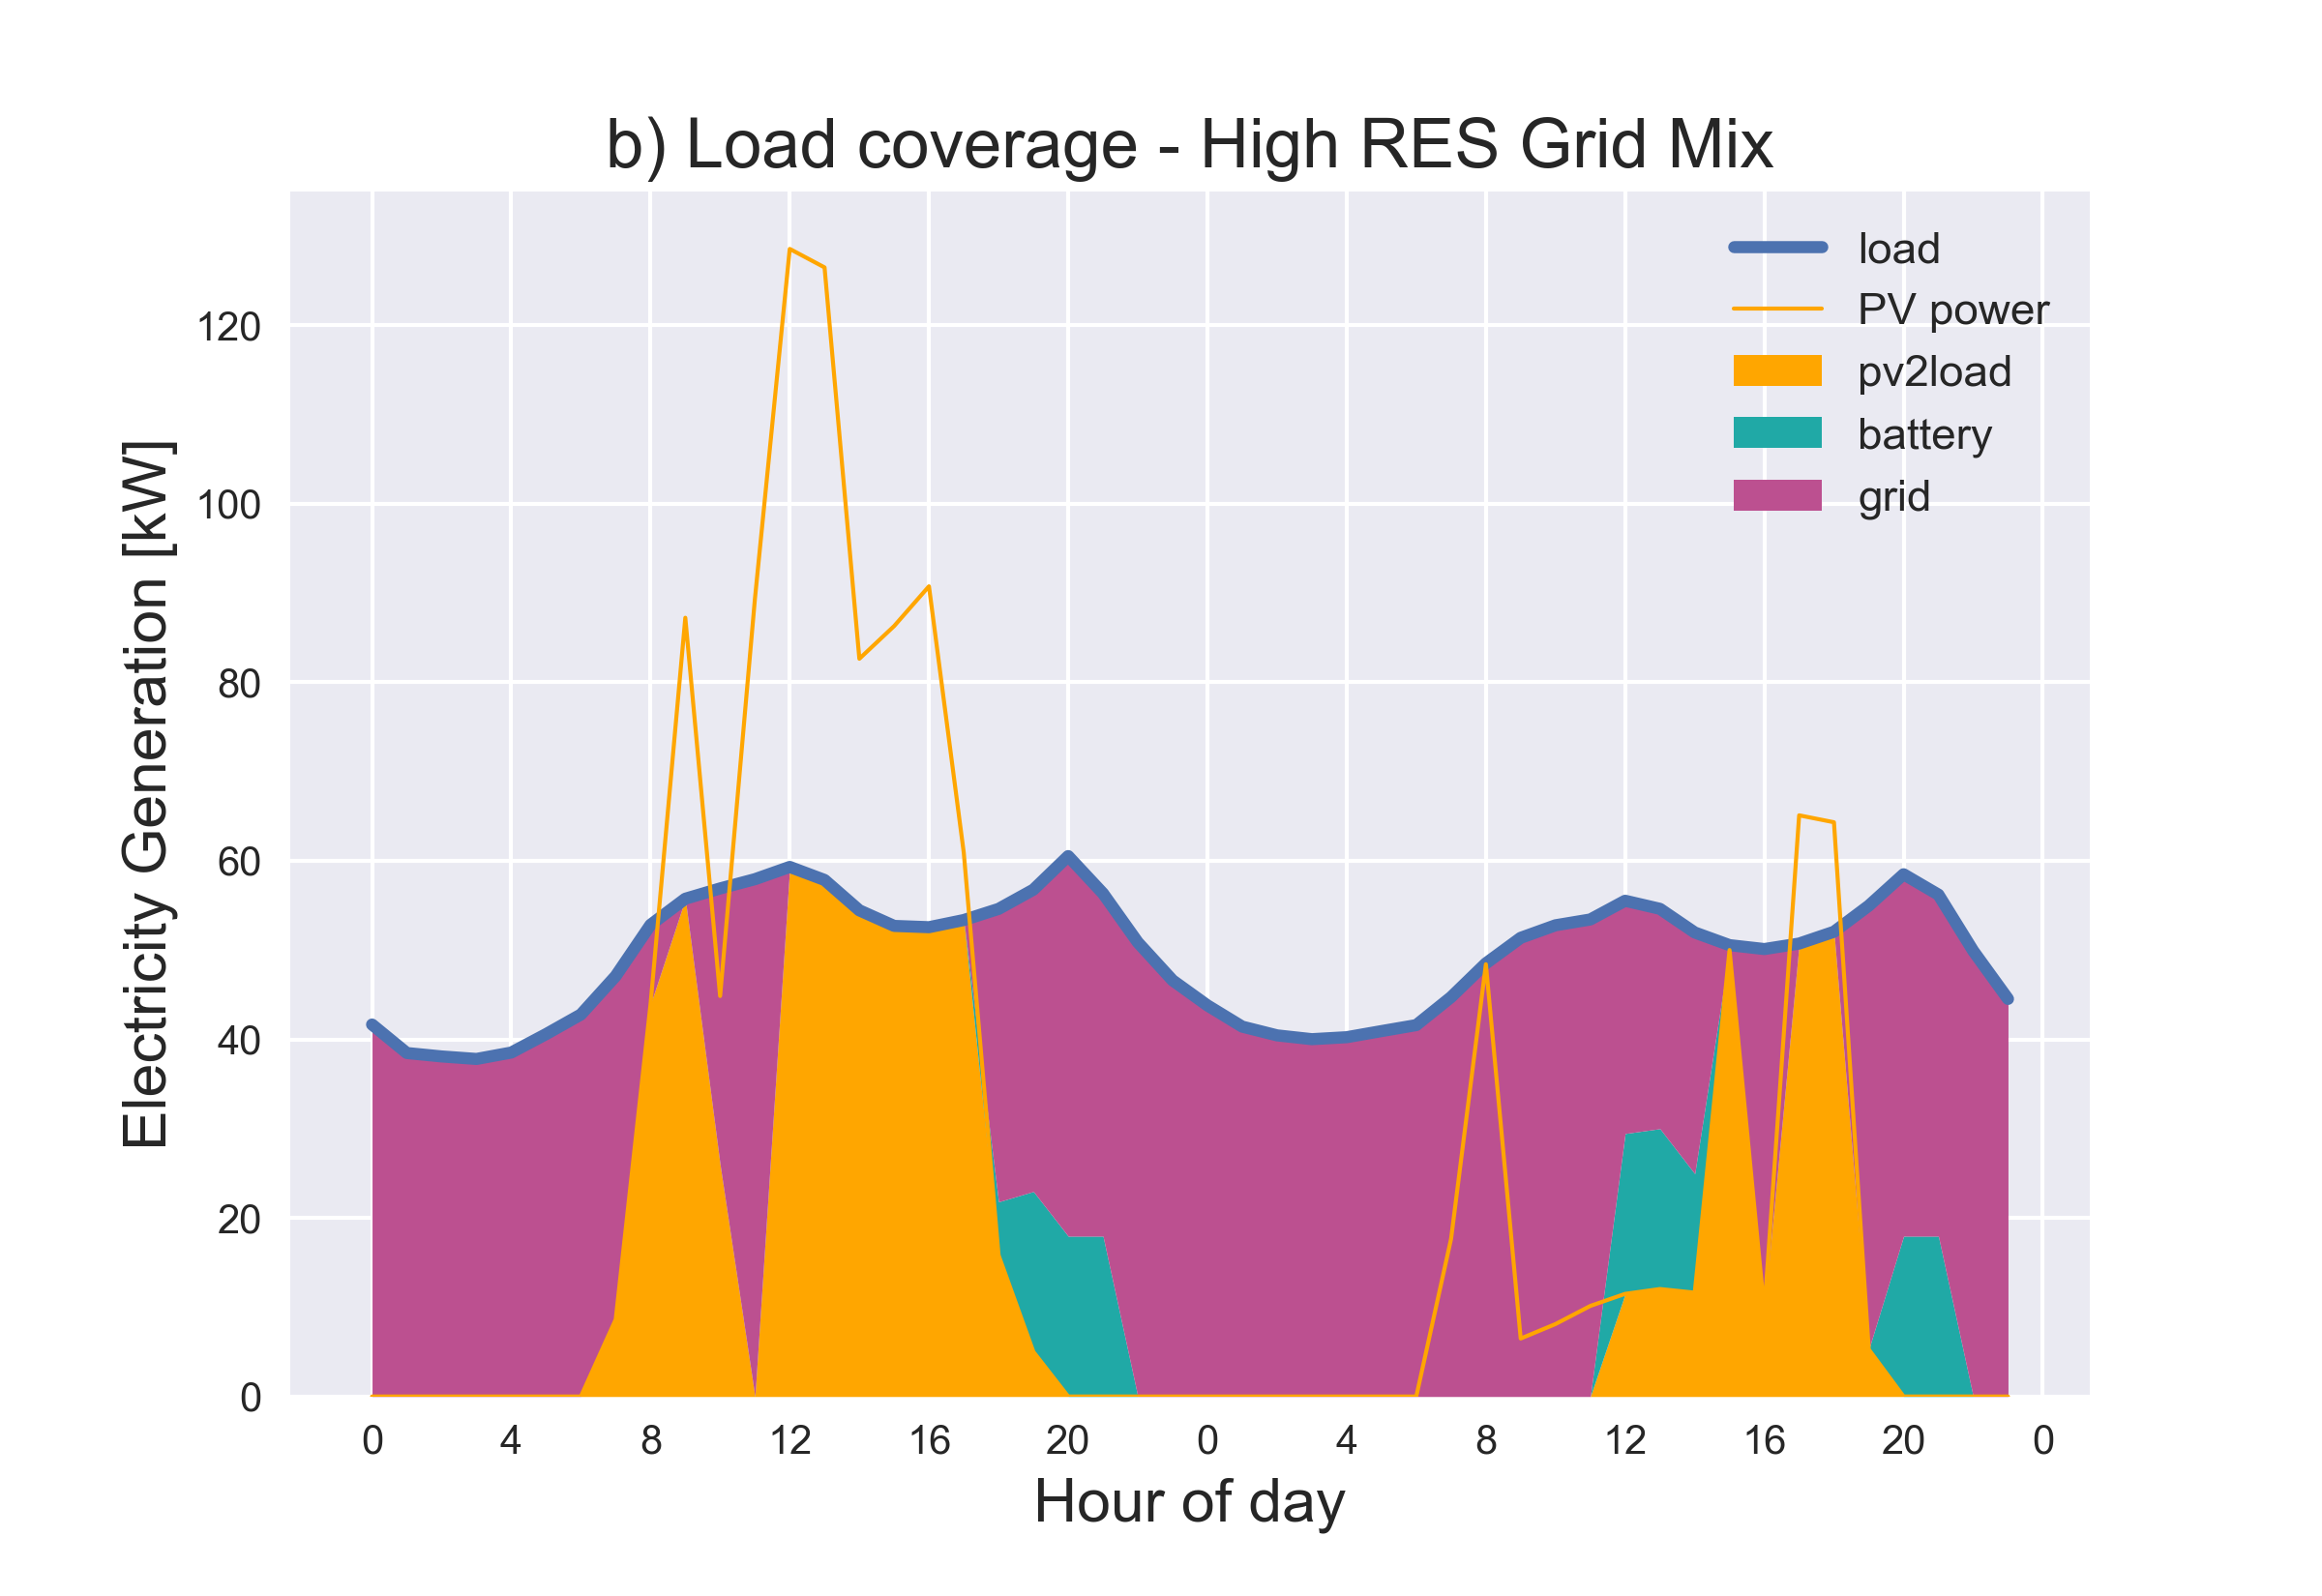 b) Load coverage - High RES Grid Mix
load
PV power
pv2load
battery
grid
Electricity Generation [kW]
120
100
80
60
40
20
0
0 4 8 12 16 20 0 4 8 12 16 20 0
Hour of day